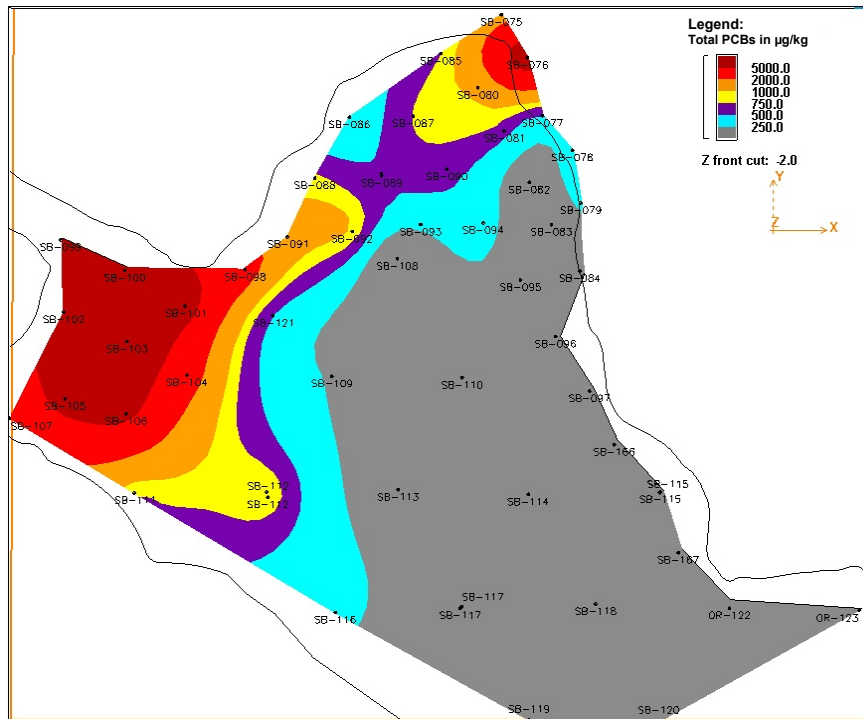 SB-075
Legend:
Total PCBs in µg/kg
SB-085
SB-076
5000.0
2000.0
1000.0
750.0
500.0
250.0
SB-080
SB-086
SB-087
SB-077
SB-081
SB-078
Z front cut: -2.0
Y
Z
X
SB-088
SB-089
SB-090
SB-082
SB-079
SB-091
SB-092
SB-093
SB-094
SB-083
SB-099
SB-100
SB-098
SB-108
SB-095
SB-084
SB-102
SB-101
SB-121
SB-103
SB-096
SB-104
SB-109
SB-110
SB-097
SB-105
SB-106
SB-107
SB-166
SB-111
SB-112
SB-112
SB-113
SB-114
SB-115
SB-115
SB-167
SB-116
SB-117
SB-117
SB-118
OR-122
OR-123
SB-119
SB-120